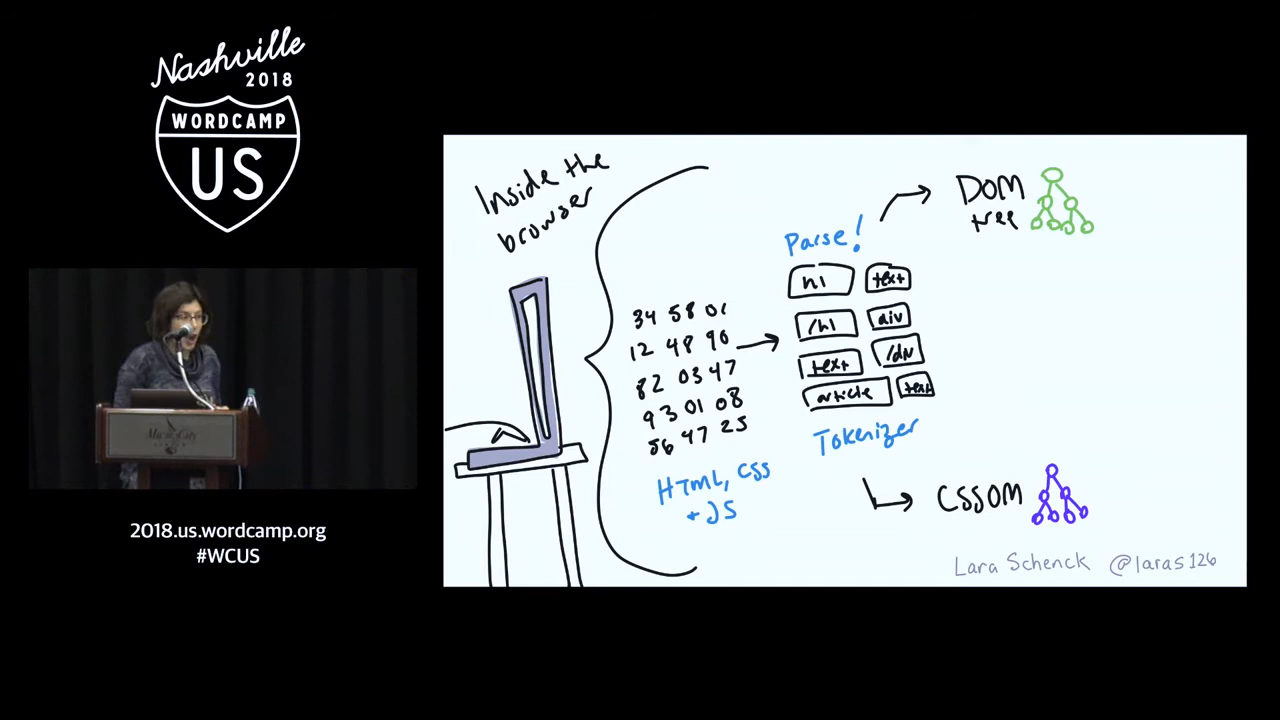 Nashville
2018
WORDCAMP
US
2018.us.wordcamp.org
#WCUS
Inside the
browser
34 58 01
12 48 90
82 03 47
93 01 08
56 47 25
HTML, CSS
+ JS
Parse!
h1 text
/h1 div
text /div
article text
Tokenizer
DOM
tree
CSSOM
Lara Schenck @laras126